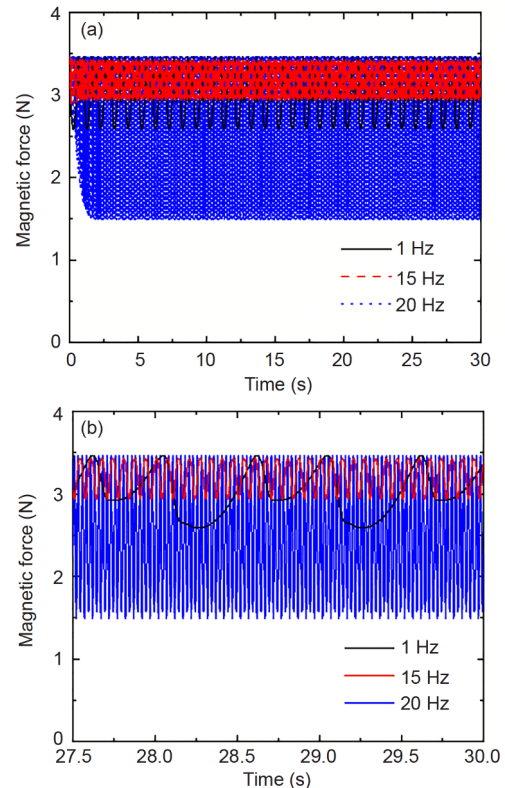 (a)
4
3
2
1
0
Magnetic force (N)
1 Hz
15 Hz
20 Hz
0 5 10 15 20 25 30
Time (s)
(b)
4
3
2
1
0
Magnetic force (N)
1 Hz
15 Hz
20 Hz
27.5 28.0 28.5 29.0 29.5 30.0
Time (s)